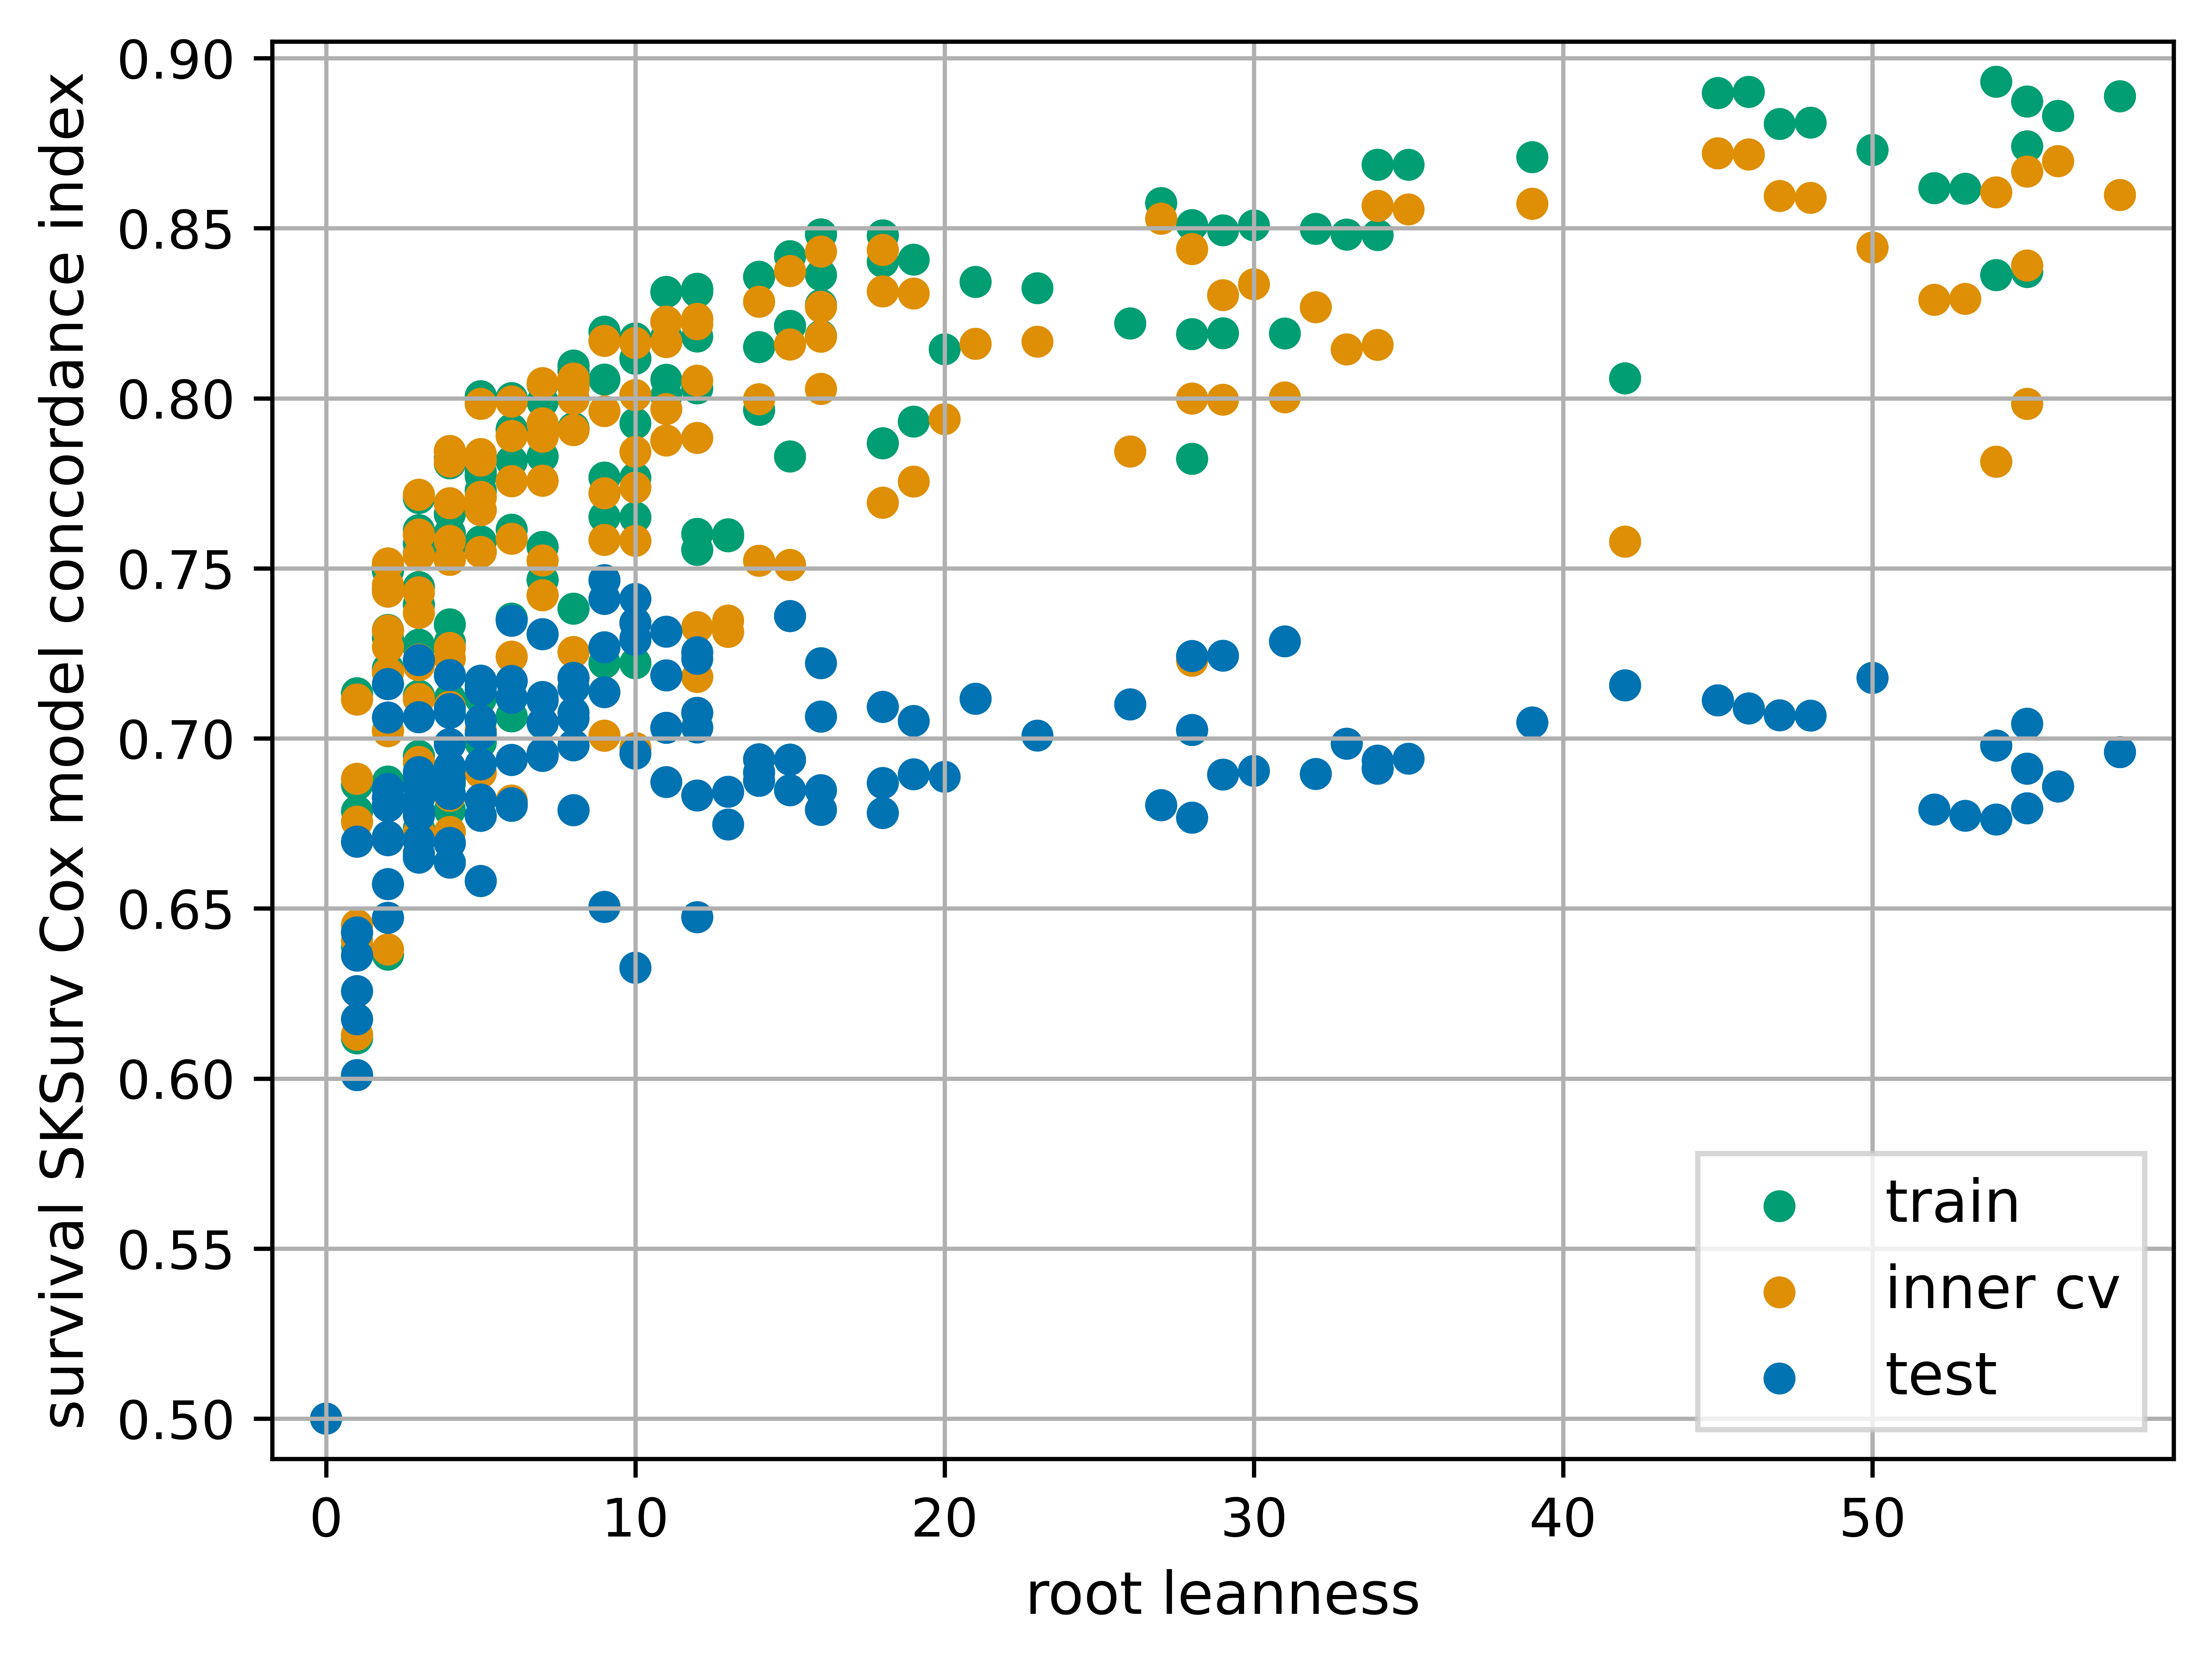 survival SKSurv Cox model concordance index
0.90
0.85
0.80
0.75
0.70
0.65
0.60
0.55
0.50
0 10 20 30 40 50
root leanness
train
inner cv
test